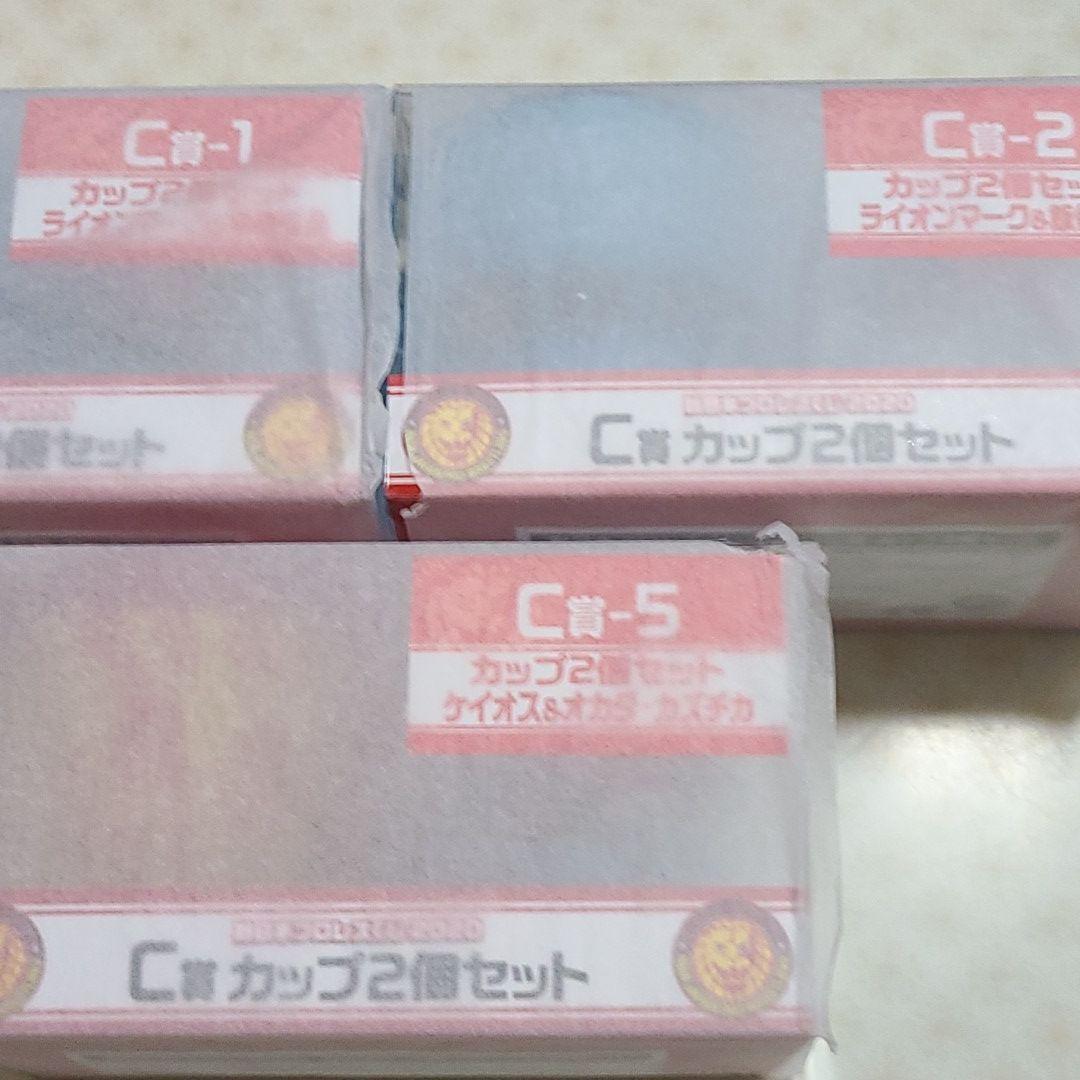 C賞-1
カップ2
ライオン
C賞-2
カップ2個セッ
ライオンマーク&
個セット
C賞 カップ2個セット
C賞-5
カップ2個セット
ケイオス&オカダ・カズチカ
C賞 カップ2個セット